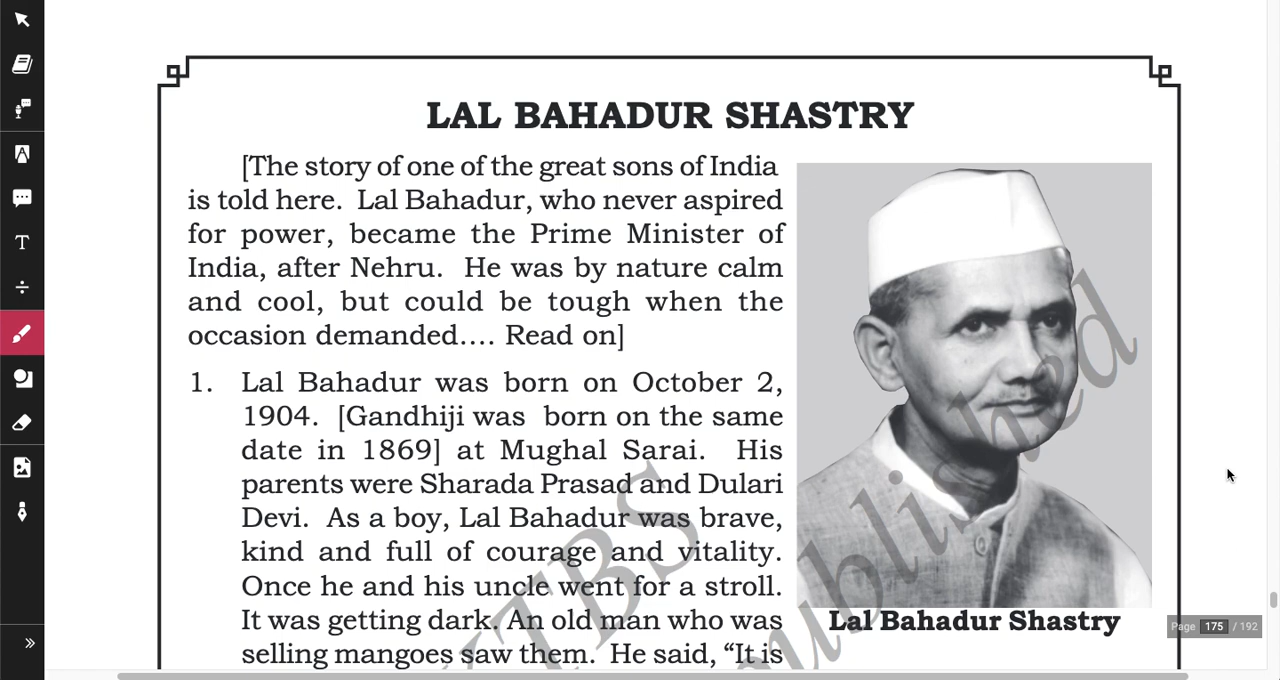 LAL BAHADUR SHASTRY
[The story of one of the great sons of India
is told here. Lal Bahadur, who never aspired
for power, became the Prime Minister of
India, after Nehru. He was by nature calm
and cool, but could be tough when the
occasion demanded.... Read on]
1. Lal Bahadur was born on October 2,
1904. [Gandhiji was born on the same
date in 1869] at Mughal Sarai. His
parents were Sharada Prasad and Dulari
Devi. As a boy, Lal Bahadur was brave,
kind and full of courage and vitality.
Once he and his uncle went for a stroll.
It was getting dark. An old man who was
selling mangoes saw them. He said, “It is
Lal Bahadur Shastry
Page 175 / 192
KTBS
published